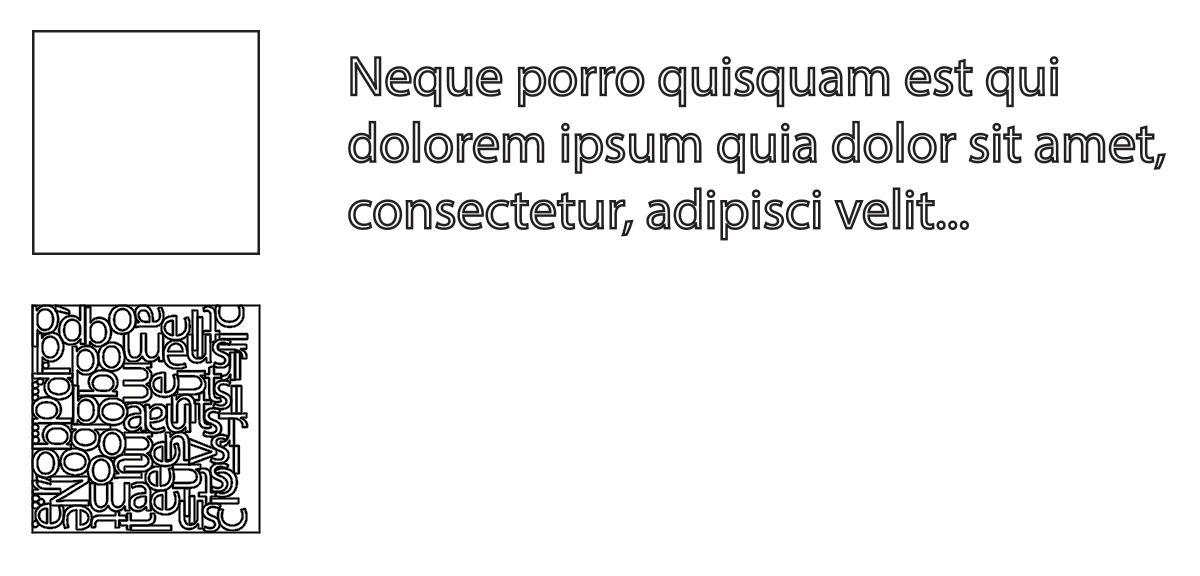 Neque porro quisquam est qui
dolorem ipsum quia dolor sit amet,
consectetur, adipisci velit...